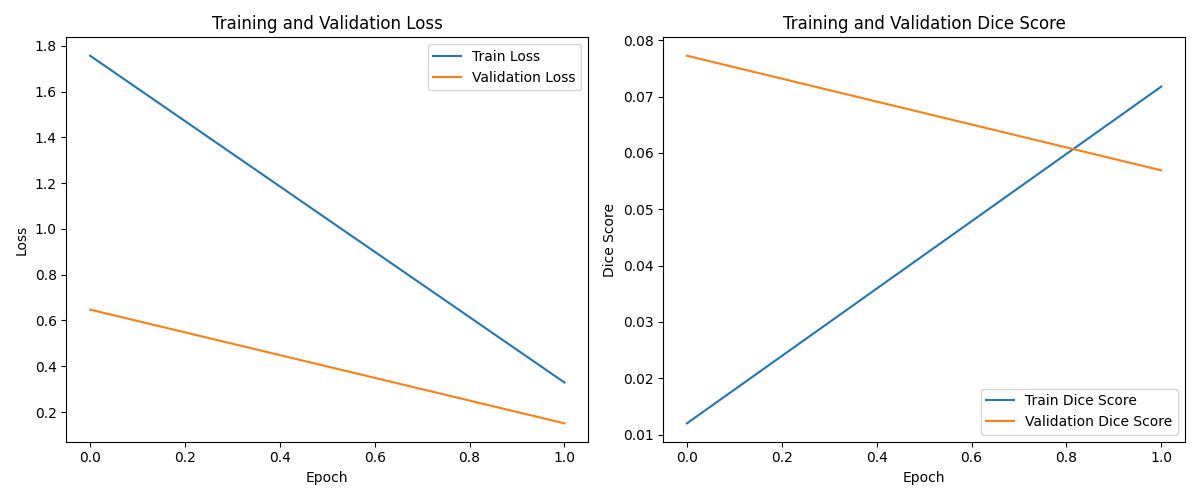 Training and Validation Loss
Train Loss
Validation Loss
1.8
1.6
1.4
1.2
1.0
0.8
0.6
0.4
0.2
Loss
0.0 0.2 0.4 0.6 0.8 1.0
Epoch
Training and Validation Dice Score
0.08
0.07
0.06
0.05
0.04
0.03
0.02
0.01
Dice Score
Train Dice Score
Validation Dice Score
0.0 0.2 0.4 0.6 0.8 1.0
Epoch